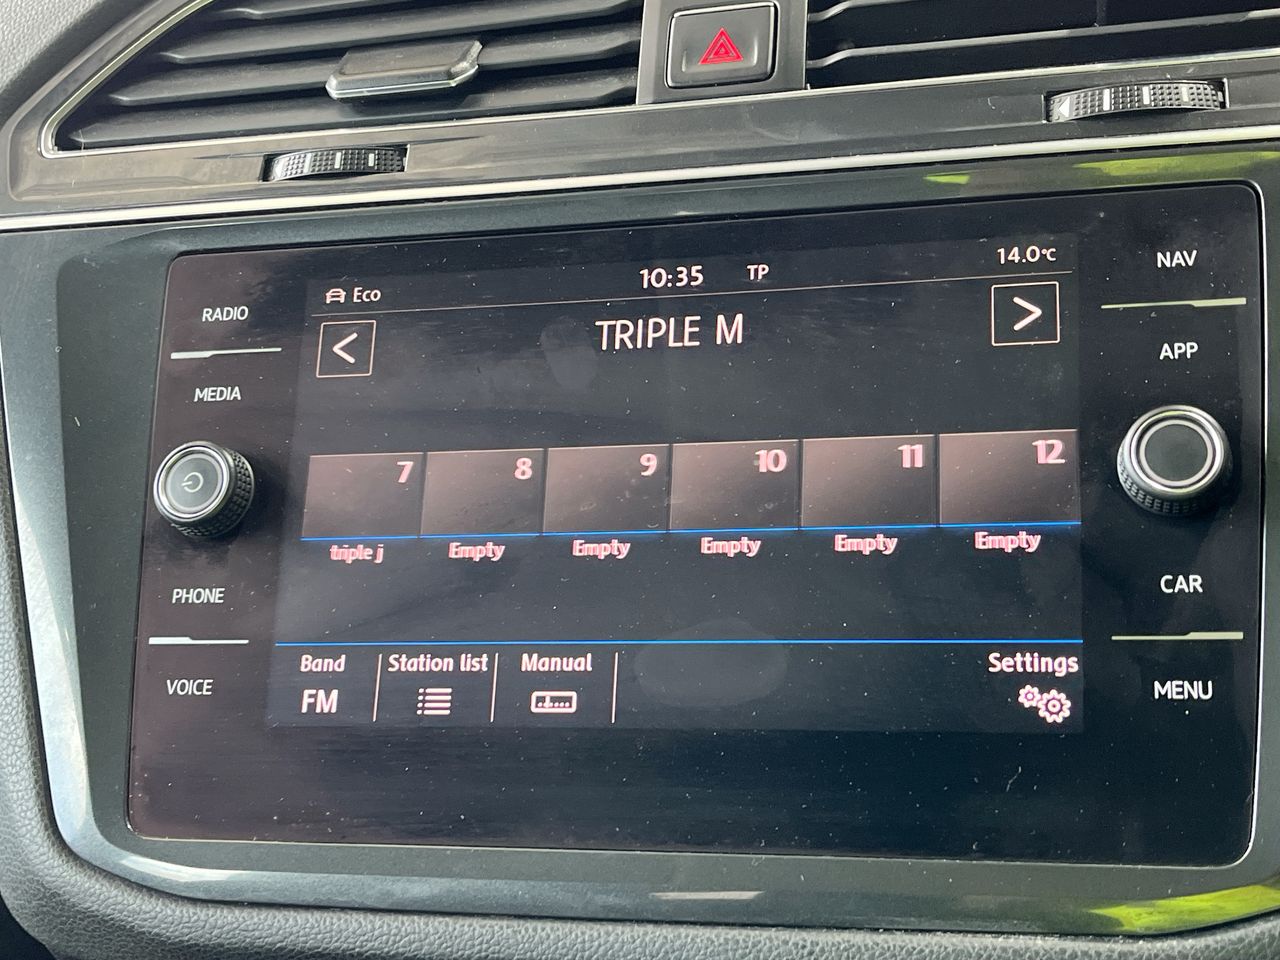 RADIO
MEDIA
PHONE
VOICE
Eco
10:35 TP
14.0°C
<
TRIPLE M
>
7 8 9 10 11 12
triple j Empty Empty Empty Empty Empty
Band Station list Manual Settings
FM
NAV
APP
CAR
MENU